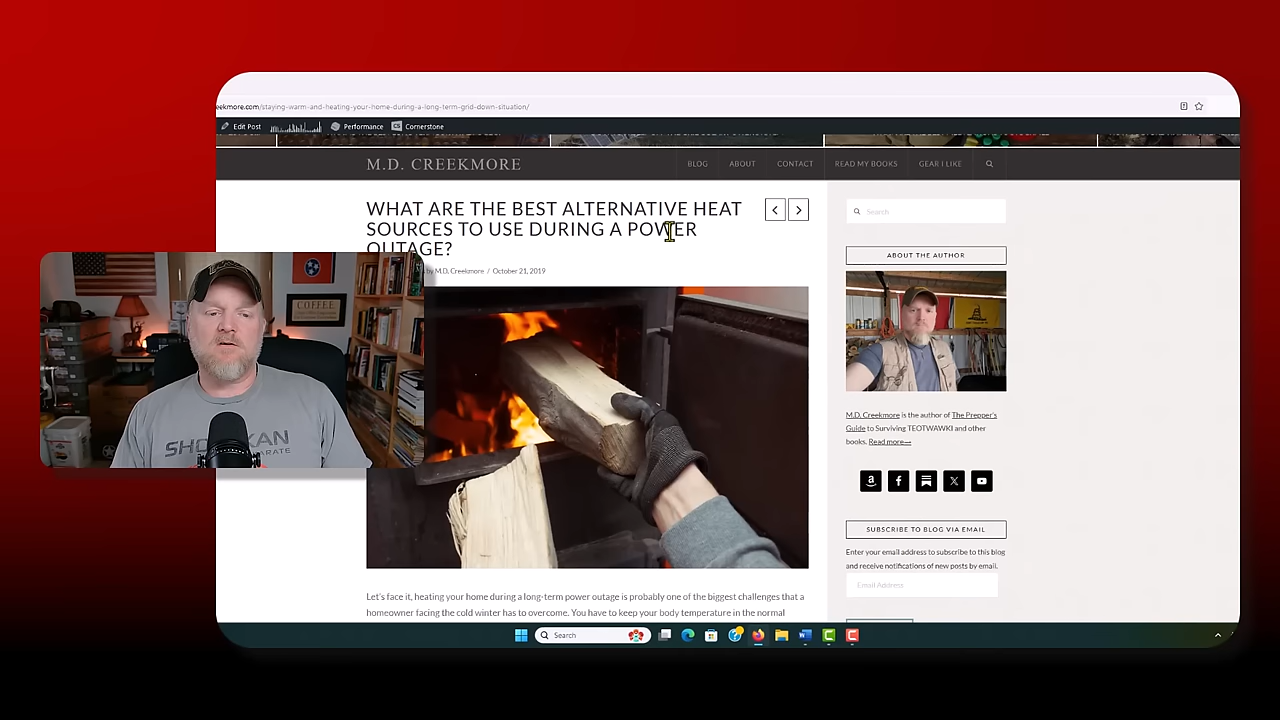 eekmore.com/staying-warm-and-heating-your-home-during-a-long-term-grid-down-situation/
Edit Post Performance Cornerstone
M.D. CREEKMORE
BLOG ABOUT CONTACT READ MY BOOKS GEAR I LIKE
WHAT ARE THE BEST ALTERNATIVE HEAT
SOURCES TO USE DURING A POWER
OUTAGE?
by M.D. Creekmore / October 21, 2019
Let's face it, heating your home during a long-term power outage is probably one of the biggest challenges that a
homeowner facing the cold winter has to overcome. You have to keep your body temperature in the normal
Search
ABOUT THE AUTHOR
M.D. Creekmore is the author of The Prepper's
Guide to Surviving TEOTWAWKI and other
books. Read more→
SUBSCRIBE TO BLOG VIA EMAIL
Enter your email address to subscribe to this blog
and receive notifications of new posts by email.
Email Address
COFFEE
Search